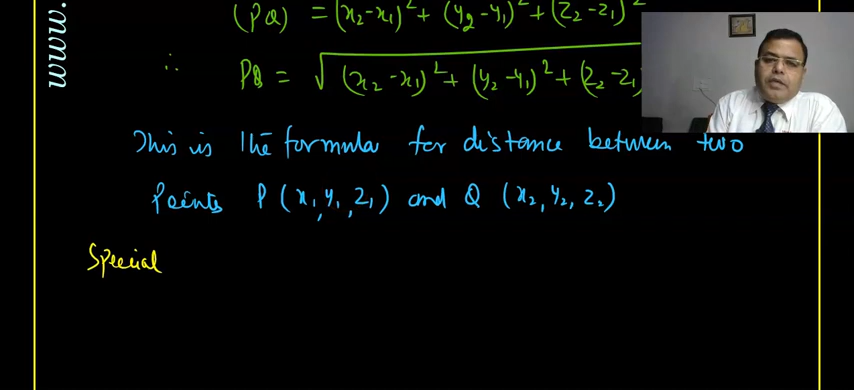 (PQ)² = (x₂-x₁)² + (y₂-y₁)² + (z₂-z₁)²
∴ PQ = √(x₂-x₁)² + (y₂-y₁)² + (z₂-z₁)
This is the formula for distance between two
Points P (x₁, y₁, z₁) and Q (x₂, y₂, z₂)
Special
www.